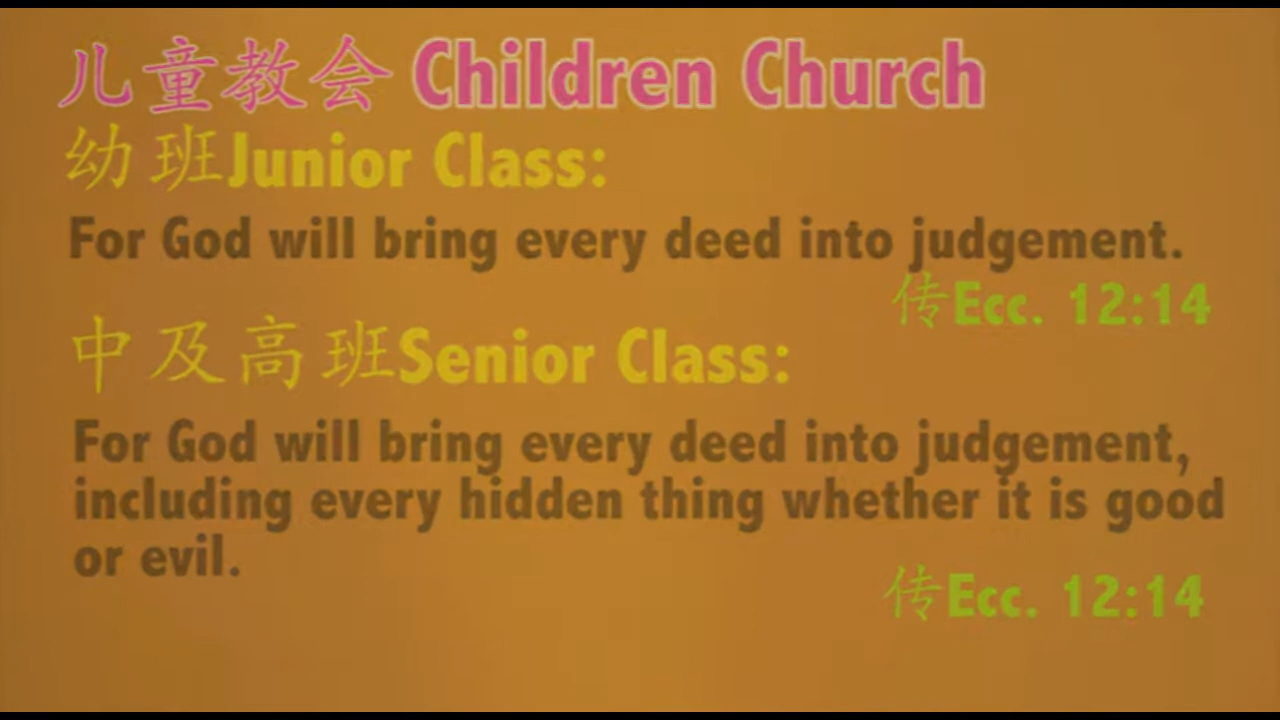 儿童教会 Children Church
幼班Junior Class:
For God will bring every deed into judgement.
传Ecc. 12:14
中及高班Senior Class:
For God will bring every deed into judgement,
including every hidden thing whether it is good
or evil.
传Ecc. 12:14